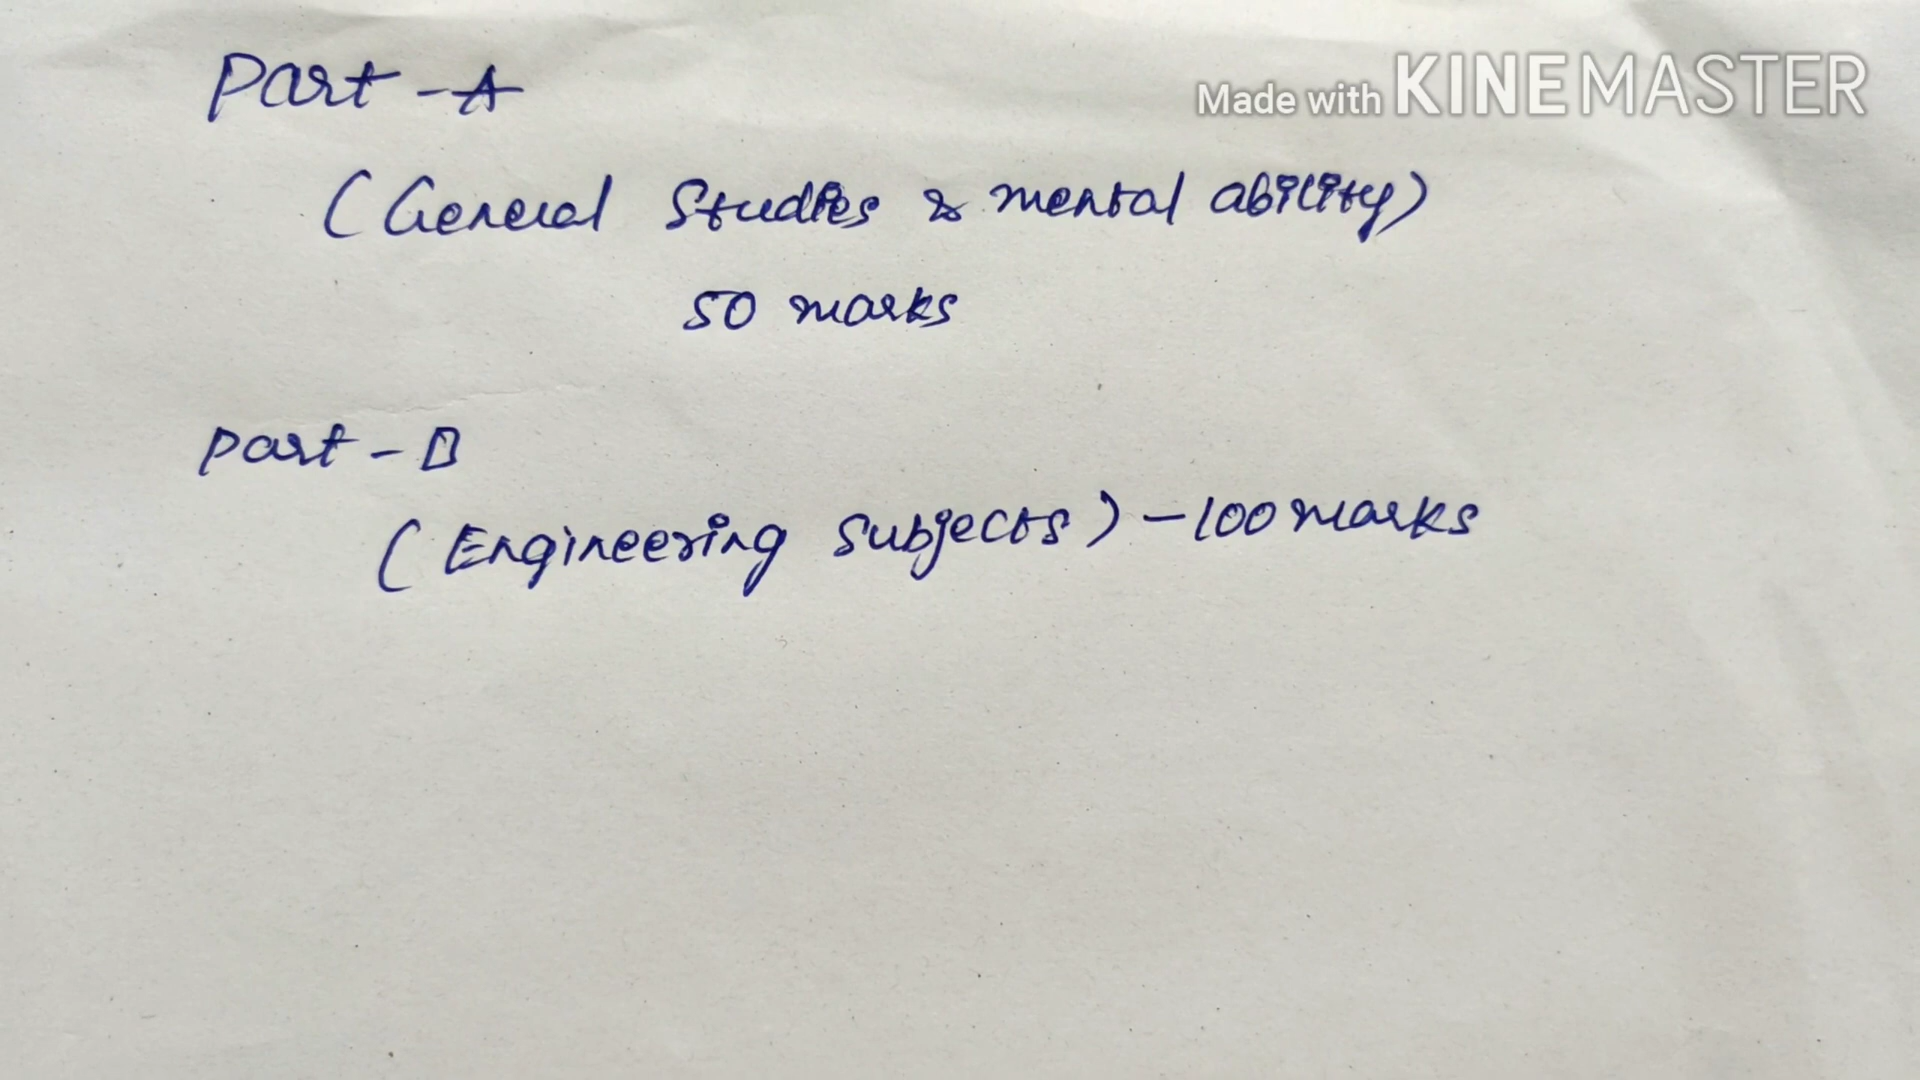 Part - A
Made with KINEMASTER
(General Studies & mental ability)
50 marks
part - B
(Engineering subjects) - 100 marks